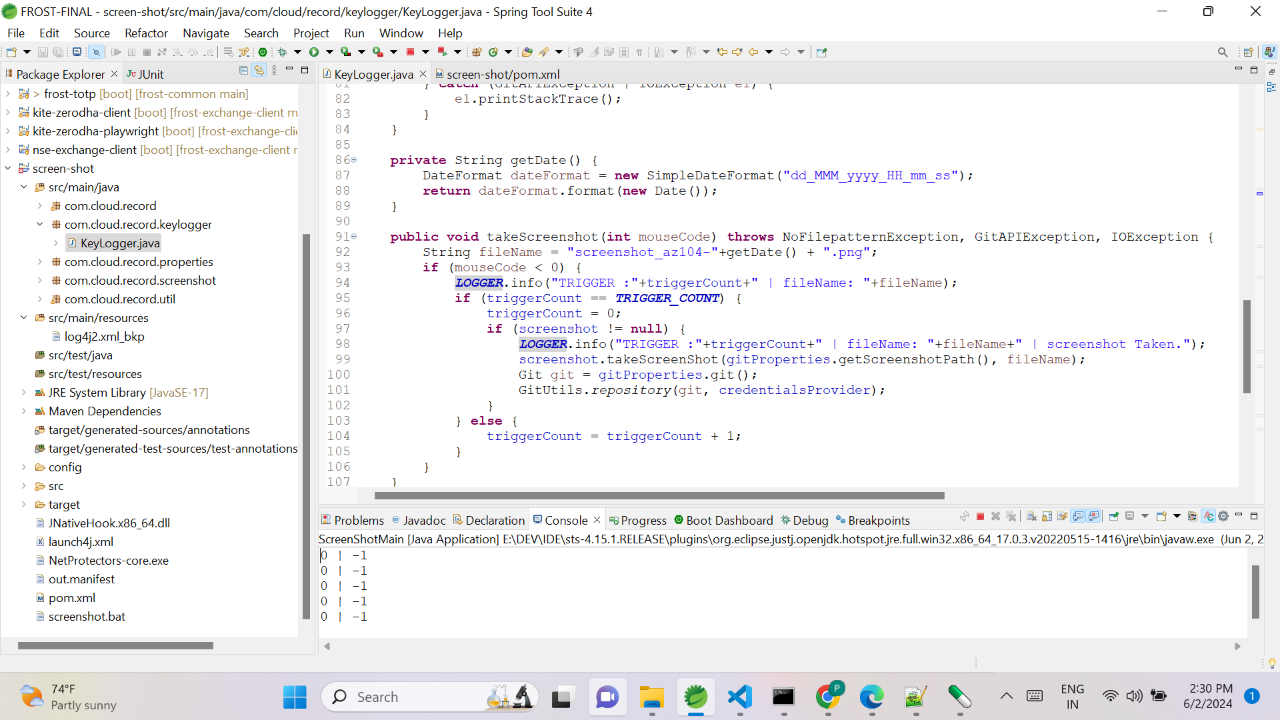 FROST-FINAL - screen-shot/src/main/java/com/cloud/record/keylogger/KeyLogger.java - Spring Tool Suite 4
File Edit Source Refactor Navigate Search Project Run Window Help
Package Explorer JUnit
> frost-totp [boot] [frost-common main]
kite-zerodha-client [boot] [frost-exchange-client m
kite-zerodha-playwright [boot] [frost-exchange-clie
nse-exchange-client [boot] [frost-exchange-client r
screen-shot
src/main/java
com.cloud.record
com.cloud.record.keylogger
KeyLogger.java
com.cloud.record.properties
com.cloud.record.screenshot
com.cloud.record.util
src/main/resources
log4j2.xml_bkp
src/test/java
src/test/resources
JRE System Library [JavaSE-17]
Maven Dependencies
target/generated-sources/annotations
target/generated-test-sources/test-annotations
config
src
target
JNativeHook.x86_64.dll
launch4j.xml
NetProtectors-core.exe
out.manifest
pom.xml
screenshot.bat
KeyLogger.java screen-shot/pom.xml
81 } catch (GitAPIException | IOException e1) {
82 e1.printStackTrace();
83 }
84 }
85
86 private String getDate() {
87 DateFormat dateFormat = new SimpleDateFormat("dd_MMM_yyyy_HH_mm_ss");
88 return dateFormat.format(new Date());
89 }
90
91 public void takeScreenshot(int mouseCode) throws NoFilepatternException, GitAPIException, IOException {
92 String fileName = "screenshot_az104-"+getDate() + ".png";
93 if (mouseCode < 0) {
94 LOGGER.info("TRIGGER :"+triggerCount+" | fileName: "+fileName);
95 if (triggerCount == TRIGGER_COUNT) {
96 triggerCount = 0;
97 if (screenshot != null) {
98 LOGGER.info("TRIGGER :"+triggerCount+" | fileName: "+fileName+" | screenshot Taken.");
99 screenshot.takeScreenShot(gitProperties.getScreenshotPath(), fileName);
100 Git git = gitProperties.git();
101 GitUtils.repository(git, credentialsProvider);
102 }
103 } else {
104 triggerCount = triggerCount + 1;
105 }
106 }
107 }
Problems Javadoc Declaration Console Progress Boot Dashboard Debug Breakpoints
ScreenShotMain [Java Application] E:\DEV\IDE\sts-4.15.1.RELEASE\plugins\org.eclipse.justj.openjdk.hotspot.jre.full.win32.x86_64_17.0.3.v20220515-1416\jre\bin\javaw.exe (Jun 2, 2
0 | -1
0 | -1
0 | -1
0 | -1
0 | -1
74°F
Partly sunny
Search
P
ENG
IN
2:30 PM
6/2/2024
1